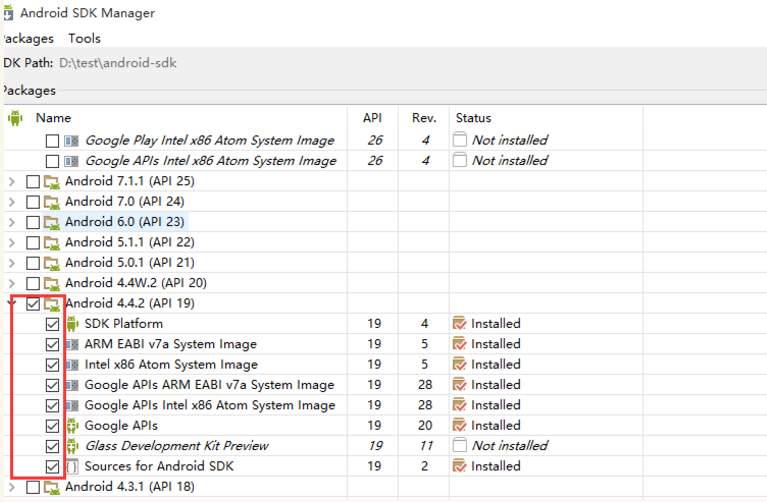 Android SDK Manager
Packages Tools
SDK Path: D:\test\android-sdk
Packages
Name API Rev. Status
Google Play Intel x86 Atom System Image 26 4 Not installed
Google APIs Intel x86 Atom System Image 26 4 Not installed
Android 7.1.1 (API 25)
Android 7.0 (API 24)
Android 6.0 (API 23)
Android 5.1.1 (API 22)
Android 5.0.1 (API 21)
Android 4.4W.2 (API 20)
Android 4.4.2 (API 19)
SDK Platform 19 4 Installed
ARM EABI v7a System Image 19 5 Installed
Intel x86 Atom System Image 19 5 Installed
Google APIs ARM EABI v7a System Image 19 28 Installed
Google APIs Intel x86 Atom System Image 19 28 Installed
Google APIs 19 20 Installed
Glass Development Kit Preview 19 11 Not installed
Sources for Android SDK 19 2 Installed
Android 4.3.1 (API 18)